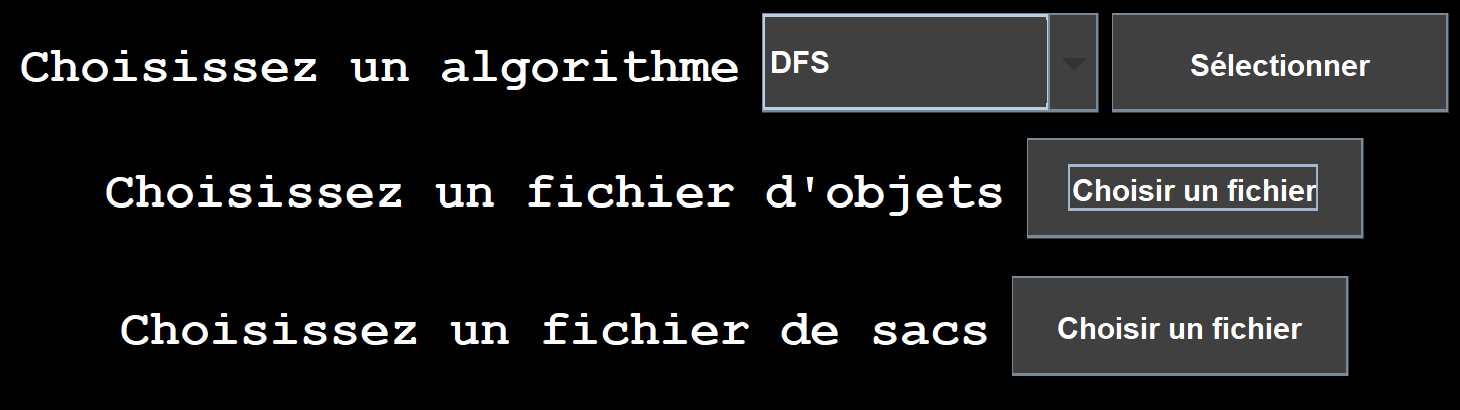 Choisissez un algorithme DFS Sélectionner
Choisissez un fichier d'objets Choisir un fichier
Choisissez un fichier de sacs Choisir un fichier